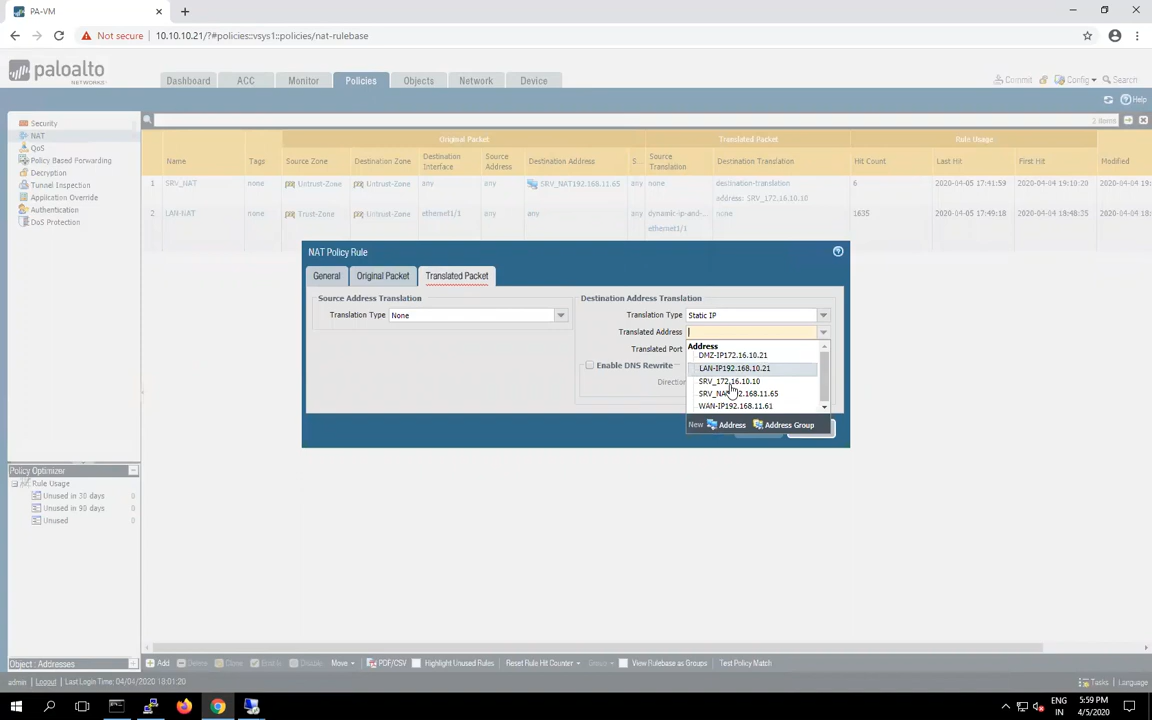 PA-VM
Not secure
10.10.10.21/?#policies::vsys1::policies/nat-rulebase
paloalto
NETWORKS
Dashboard
ACC
Monitor
Policies
Objects
Network
Device
Commit
Config
Search
Help
Security
NAT
QoS
Policy Based Forwarding
Decryption
Tunnel Inspection
Application Override
Authentication
DoS Protection
2 items
Original Packet
Translated Packet
Rule Usage
Name
Tags
Source Zone
Destination Zone
Destination Interface
Source Address
Destination Address
S...
Source Translation
Destination Translation
Hit Count
Last Hit
First Hit
Modified
1 SRV_NAT none Untrust-Zone Untrust-Zone any any SRV_NAT192.168.11.65 any none destination-translation 6 2020-04-05 17:41:59 2020-04-04 19:10:20 2020-04-04 19
address: SRV_172.16.10.10
2 LAN-NAT none Trust-Zone Untrust-Zone ethernet1/1 any any any dynamic-ip-and-... none 1635 2020-04-05 17:49:18 2020-04-04 18:48:35 2020-04-04 18
ethernet1/1
NAT Policy Rule
General
Original Packet
Translated Packet
Source Address Translation
Translation Type None
Destination Address Translation
Translation Type Static IP
Translated Address
Translated Port
Enable DNS Rewrite
Address
DMZ-IP172.16.10.21
LAN-IP192.168.10.21
SRV_172.16.10.10
SRV_NAT192.168.11.65
WAN-IP192.168.11.61
New Address Address Group
Policy Optimizer
Rule Usage
Unused in 30 days 0
Unused in 90 days 0
Unused 0
Object : Addresses
Add
Delete
Clone
Enable
Disable
Move
PDF/CSV
Highlight Unused Rules
Reset Rule Hit Counter
Group
View Rulebase as Groups
Test Policy Match
admin | Logout | Last Login Time: 04/04/2020 18:01:20
Tasks | Language
ENG
IN
5:59 PM
4/5/2020